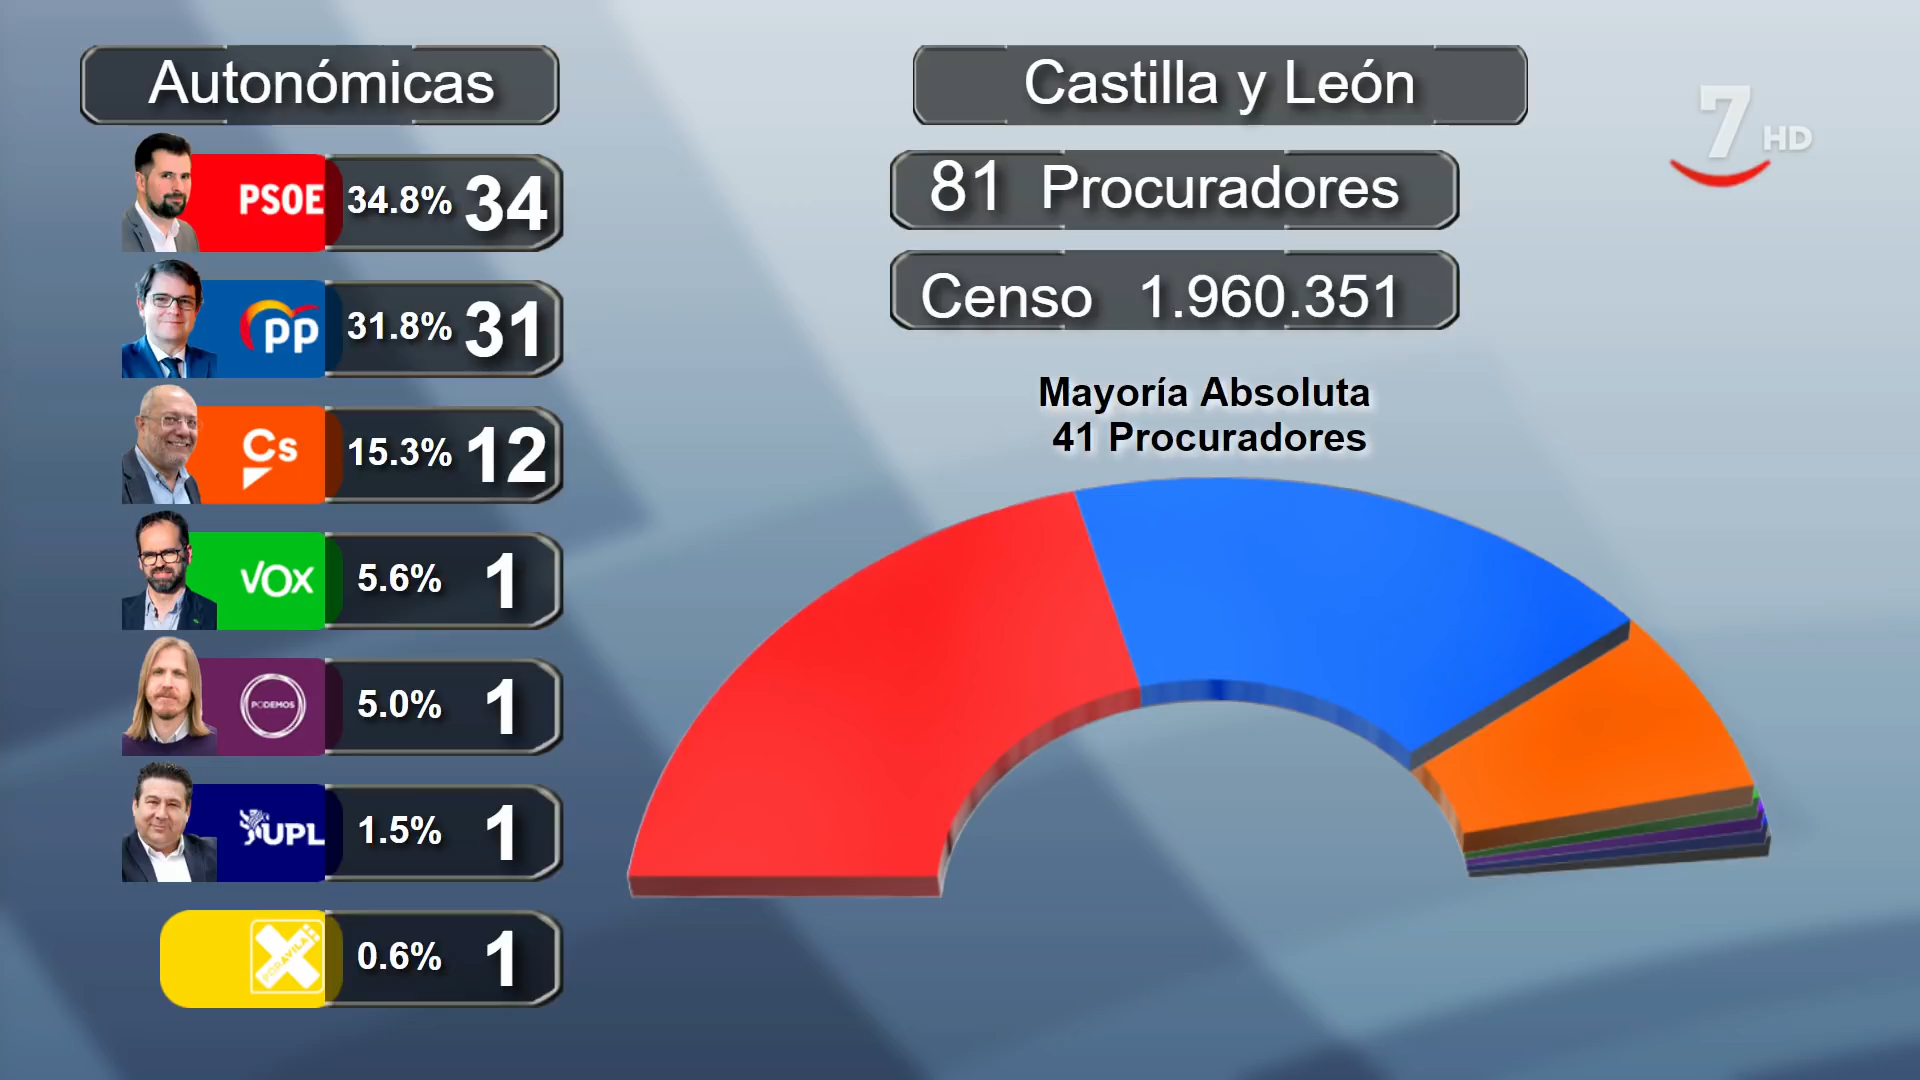 Autonómicas
PSOE 34.8% 34
pp 31.8% 31
Cs 15.3% 12
VOX 5.6% 1
PODEMOS 5.0% 1
UPL 1.5% 1
PORAVILA 0.6% 1
Castilla y León
81 Procuradores
Censo 1.960.351
Mayoría Absoluta
41 Procuradores
7 HD